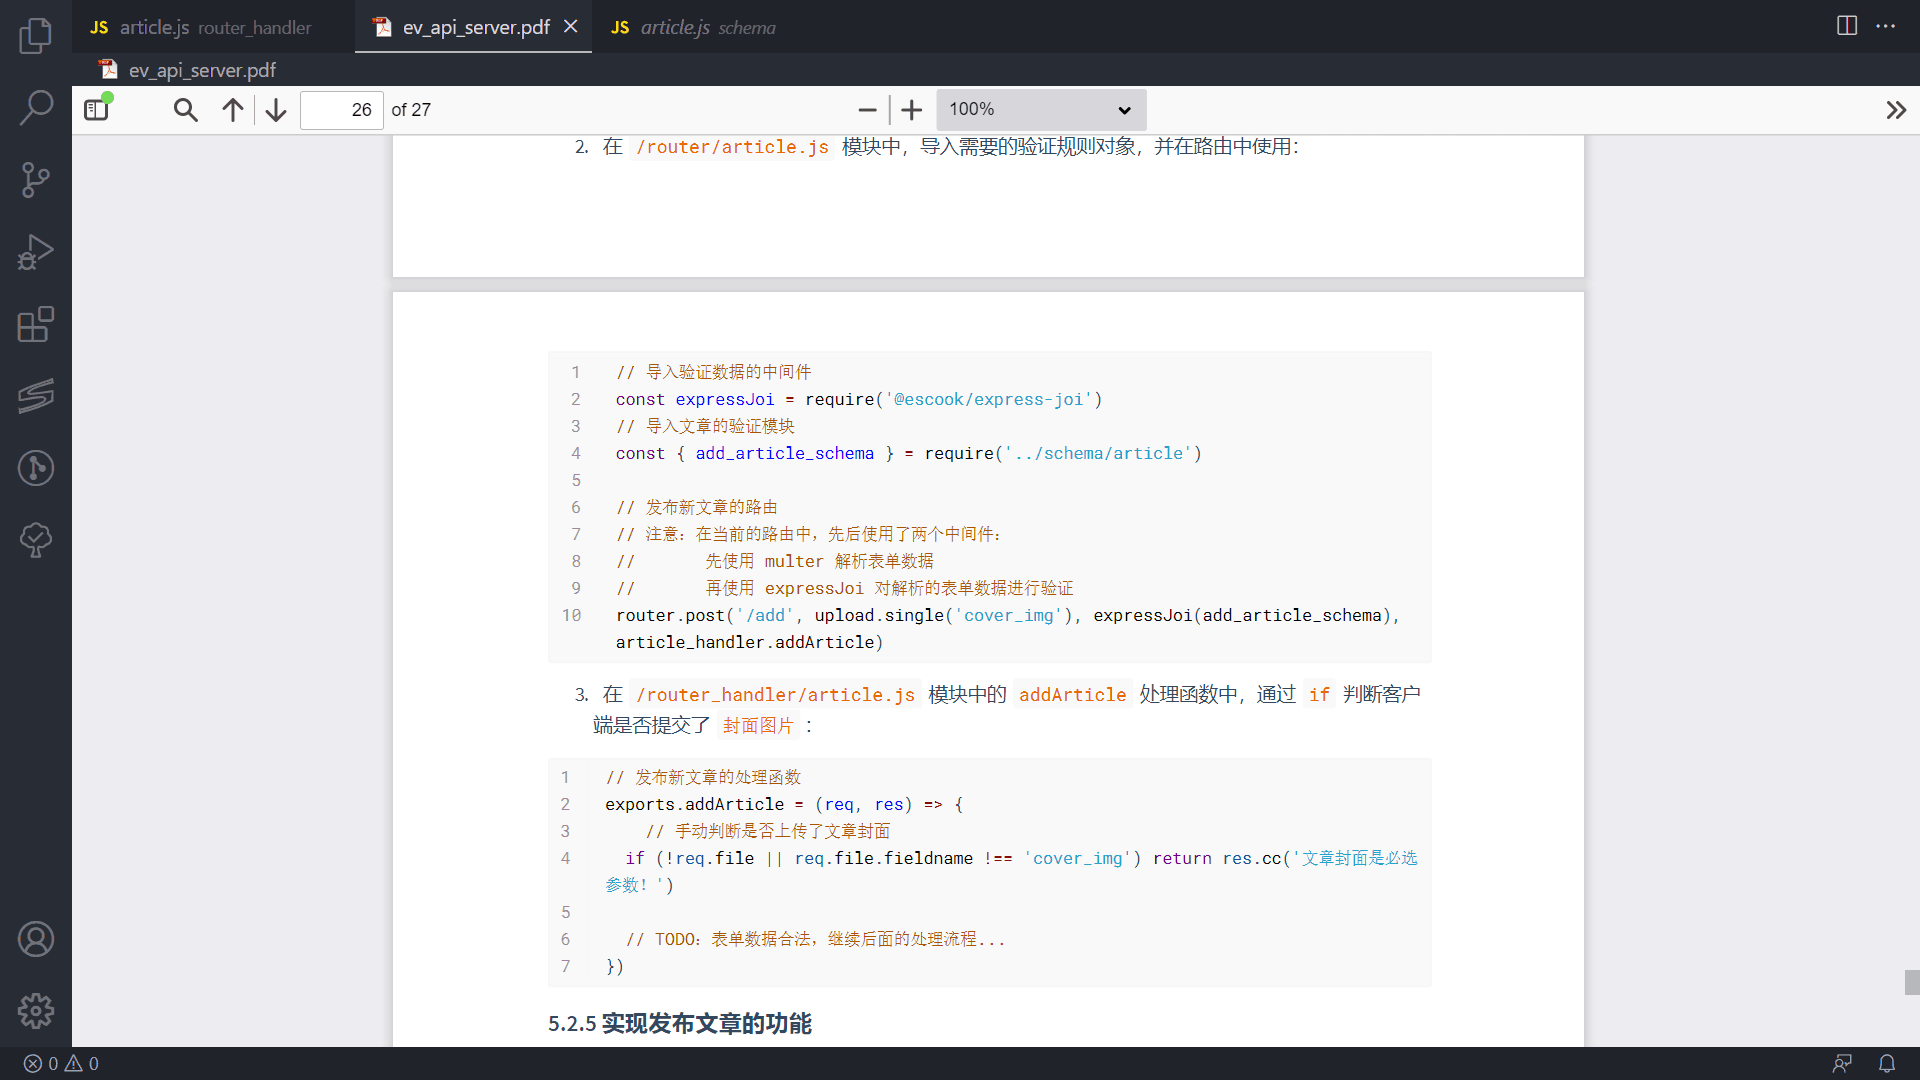 JS article.js router_handler
ev_api_server.pdf
JS article.js schema
ev_api_server.pdf
26 of 27
100%
2. 在 /router/article.js 模块中，导入需要的验证规则对象，并在路由中使用：
1 // 导入验证数据的中间件
2 const expressJoi = require('@escook/express-joi')
3 // 导入文章的验证模块
4 const { add_article_schema } = require('../schema/article')
5
6 // 发布新文章的路由
7 // 注意：在当前的路由中，先后使用了两个中间件：
8 // 先使用 multer 解析表单数据
9 // 再使用 expressJoi 对解析的表单数据进行验证
10 router.post('/add', upload.single('cover_img'), expressJoi(add_article_schema),
article_handler.addArticle)
3. 在 /router_handler/article.js 模块中的 addArticle 处理函数中，通过 if 判断客户
端是否提交了 封面图片 ：
1 // 发布新文章的处理函数
2 exports.addArticle = (req, res) => {
3 // 手动判断是否上传了文章封面
4 if (!req.file || req.file.fieldname !== 'cover_img') return res.cc('文章封面是必选
参数！')
5
6 // TODO：表单数据合法，继续后面的处理流程...
7 })
5.2.5 实现发布文章的功能
0 0